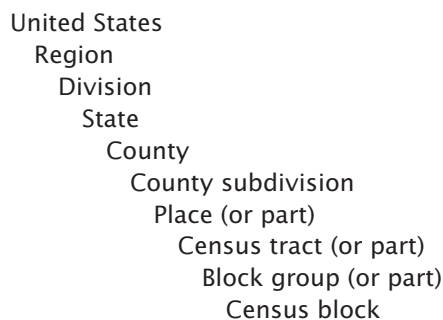 United States
Region
Division
State
County
County subdivision
Place (or part)
Census tract (or part)
Block group (or part)
Census block